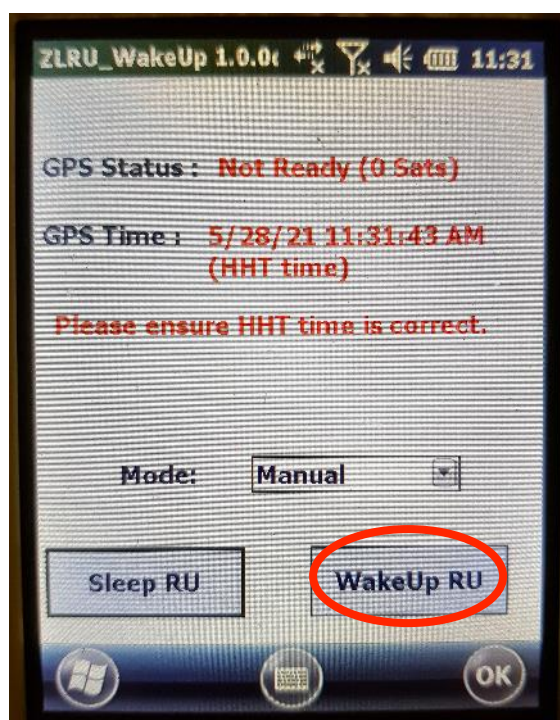 ZLRU_WakeUp 1.0.0 11:31
GPS Status : Not Ready (0 Sats)
GPS Time : 5/28/21 11:31:43 AM
(HHT time)
Please ensure HHT time is correct.
Mode: Manual
Sleep RU WakeUp RU
OK